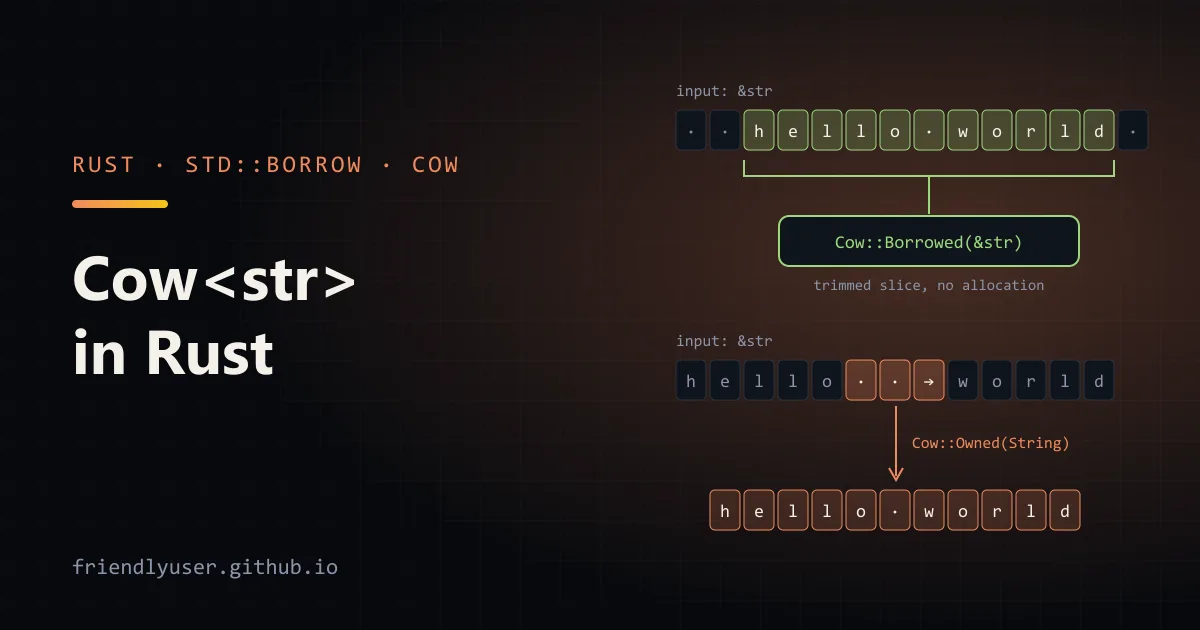 RUST · STD::BORROW · COW
Cow<str>
in Rust
friendlyuser.github.io
input: &str
· · h e l l o · w o r l d ·
Cow::Borrowed(&str)
trimmed slice, no allocation
input: &str
h e l l o · · → w o r l d
Cow::Owned(String)
h e l l o · w o r l d